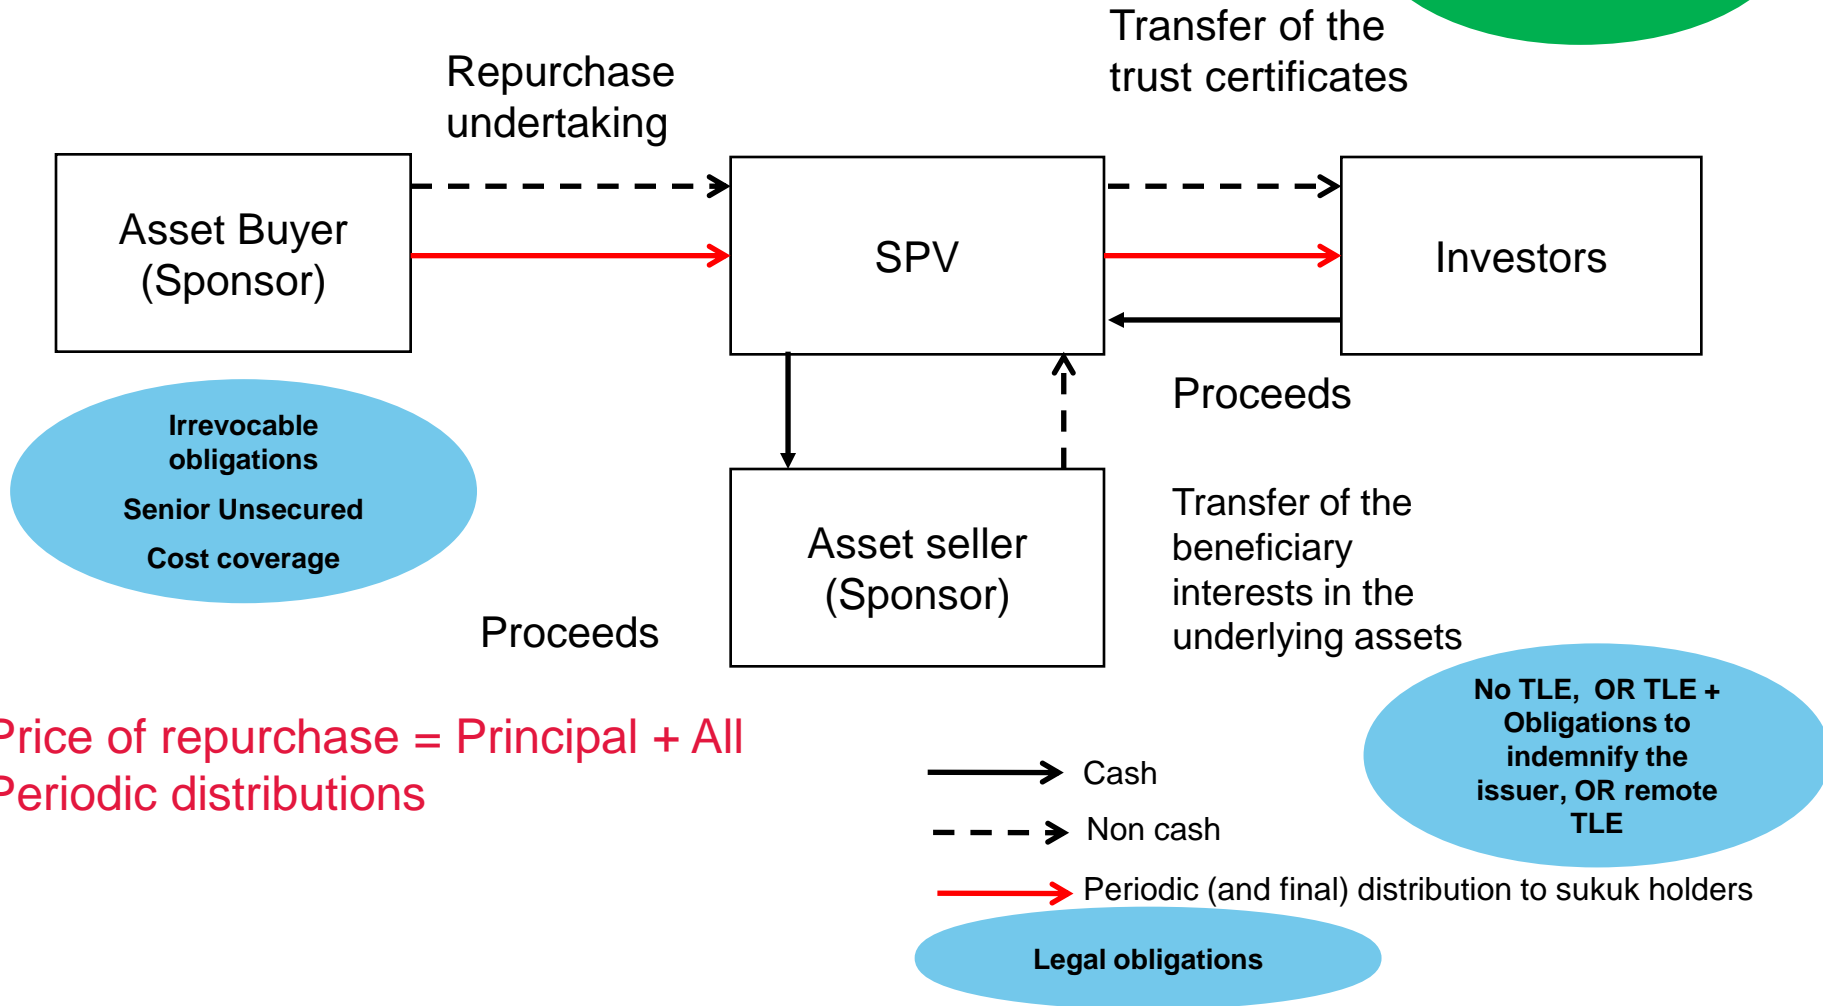 Transfer of the
trust certificates
Repurchase
undertaking
Asset Buyer
(Sponsor)
SPV
Investors
Irrevocable
obligations
Senior Unsecured
Cost coverage
Proceeds
Asset seller
(Sponsor)
Transfer of the
beneficiary
interests in the
underlying assets
Proceeds
No TLE, OR TLE +
Obligations to
indemnify the
issuer, OR remote
TLE
Price of repurchase = Principal + All
Periodic distributions
Cash
Non cash
Periodic (and final) distribution to sukuk holders
Legal obligations